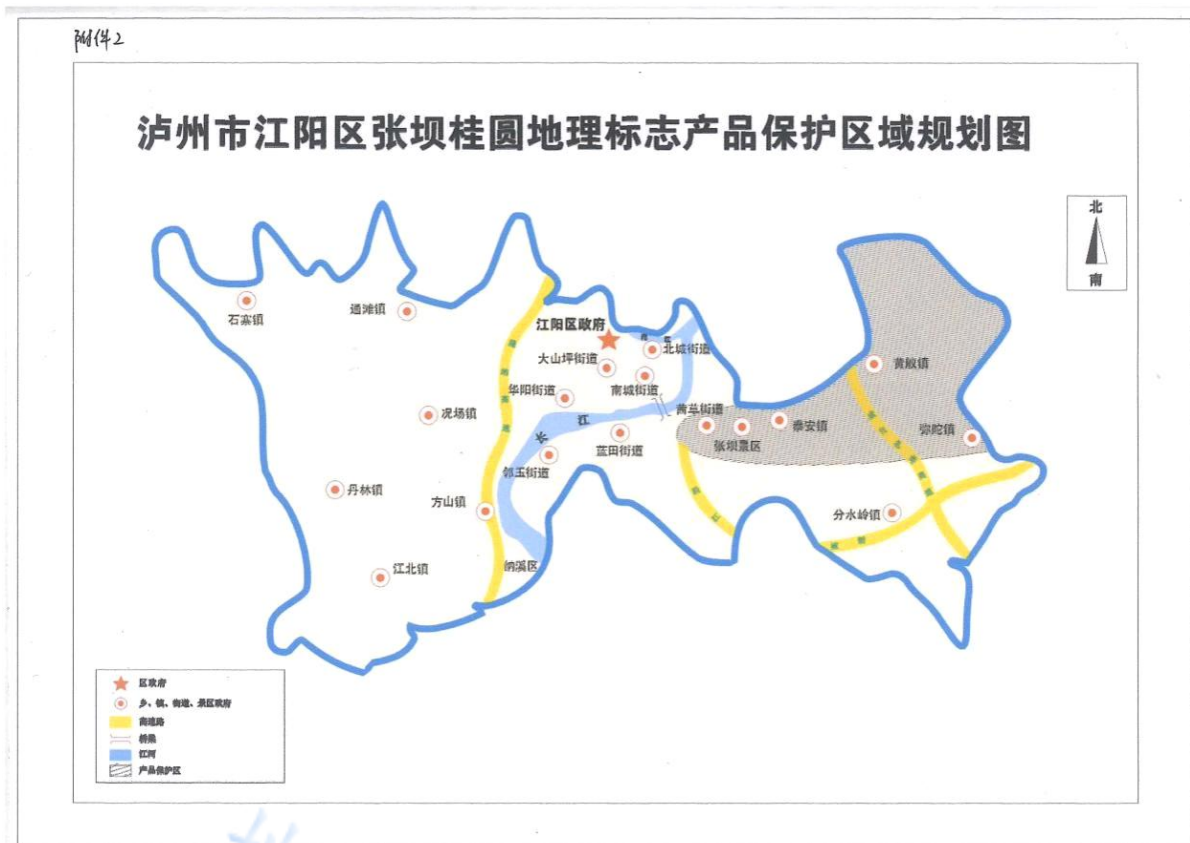 附件2
泸州市江阳区张坝桂圆地理标志产品保护区域规划图
北
南
石寨镇
通滩镇
江阳区政府
北城街道
大山坪街道
南城街道
华阳街道
黄舣镇
况场镇
长江
茜草街道
张坝景区
泰安镇
弥陀镇
蓝田街道
邻玉街道
丹林镇
方山镇
分水岭镇
江北镇
纳溪区
区政府
乡、镇、街道、景区政府
高速路
桥梁
江河
产品保护区